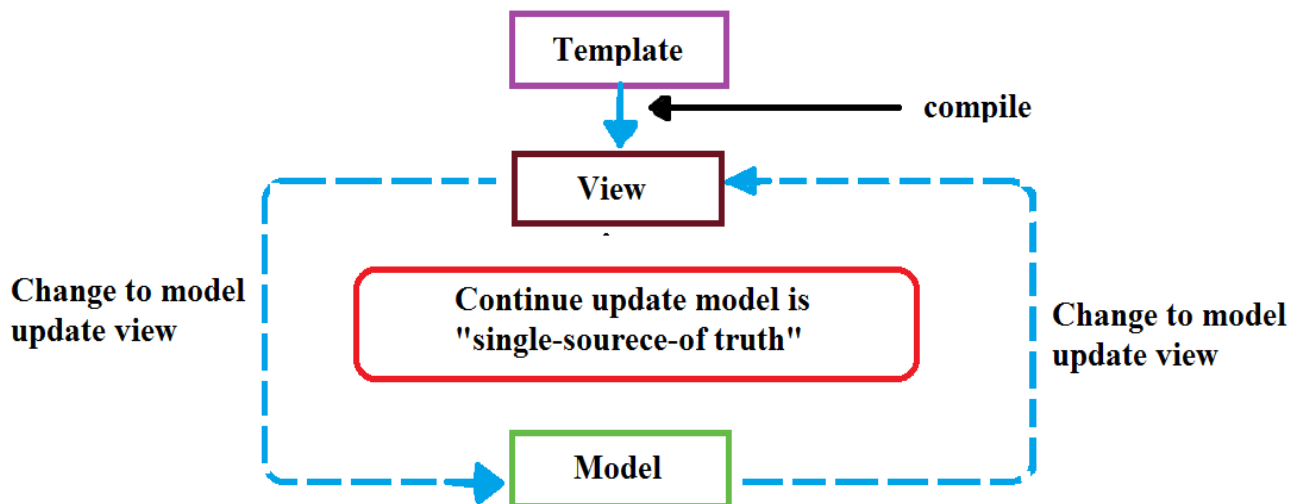 Template
compile
View
Change to model
update view
Continue update model is
"single-sourece-of truth"
Change to model
update view
Model